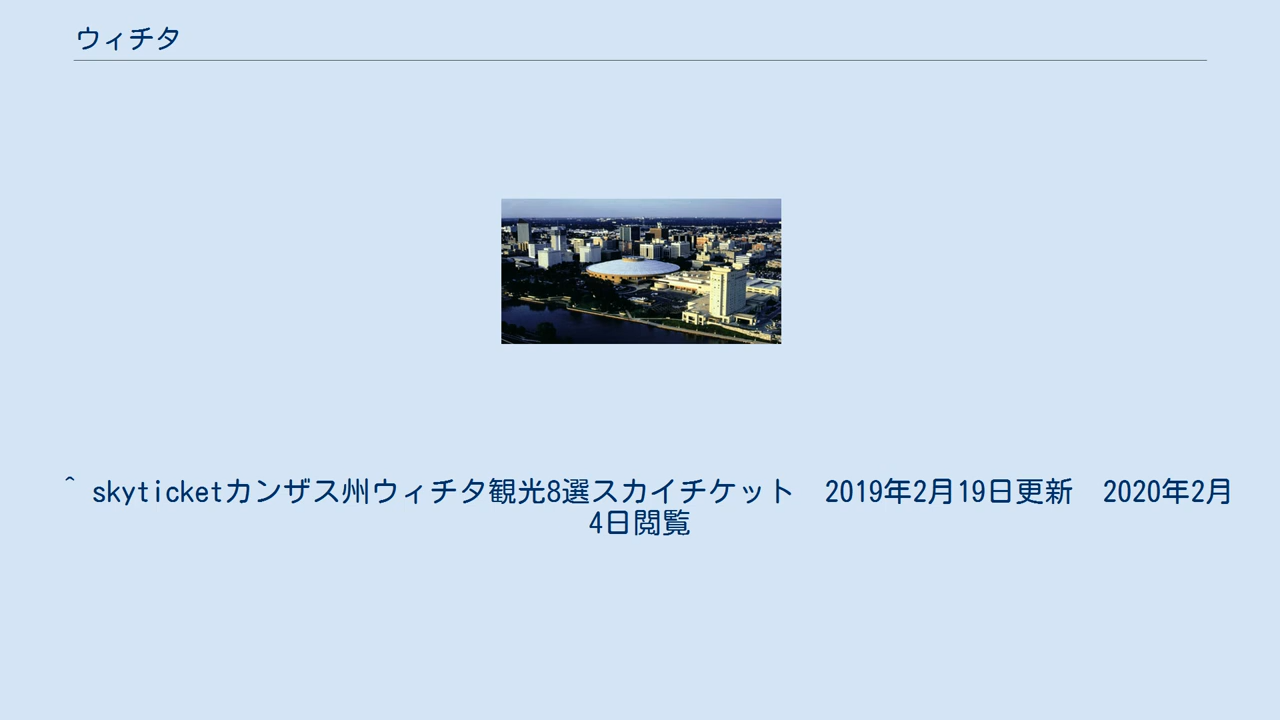 ウィチタ
^ skyticketカンザス州ウィチタ観光8選スカイチケット　2019年2月19日更新　2020年2月
4日閲覧